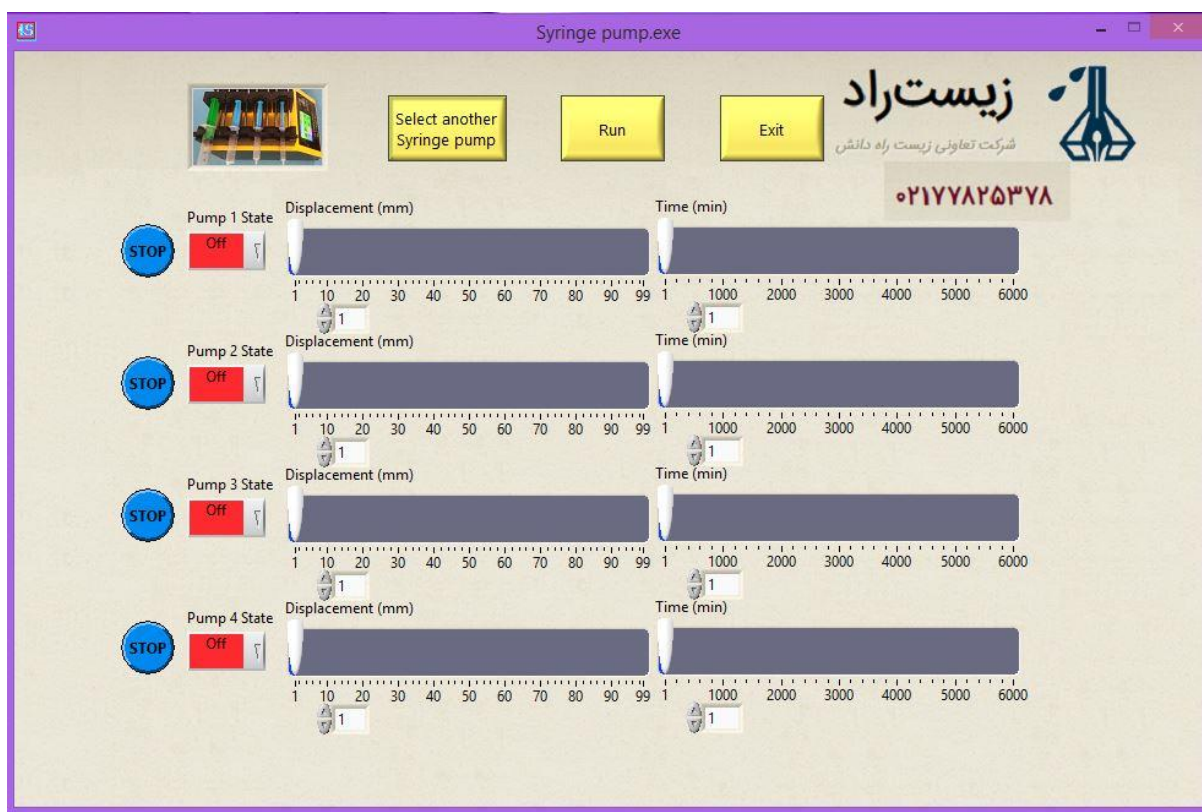 Syringe pump.exe
Select another
Syringe pump
Run
Exit
زیست‌راد
شرکت تعاونی زیست راه دانش
۰۲۱۷۷۸۲۵۳۷۸
Pump 1 State
Displacement (mm)
Time (min)
STOP
Off
1 10 20 30 40 50 60 70 80 90 99
1 1000 2000 3000 4000 5000 6000
1
1
Pump 2 State
Displacement (mm)
Time (min)
STOP
Off
1 10 20 30 40 50 60 70 80 90 99
1 1000 2000 3000 4000 5000 6000
1
1
Pump 3 State
Displacement (mm)
Time (min)
STOP
Off
1 10 20 30 40 50 60 70 80 90 99
1 1000 2000 3000 4000 5000 6000
1
1
Pump 4 State
Displacement (mm)
Time (min)
STOP
Off
1 10 20 30 40 50 60 70 80 90 99
1 1000 2000 3000 4000 5000 6000
1
1